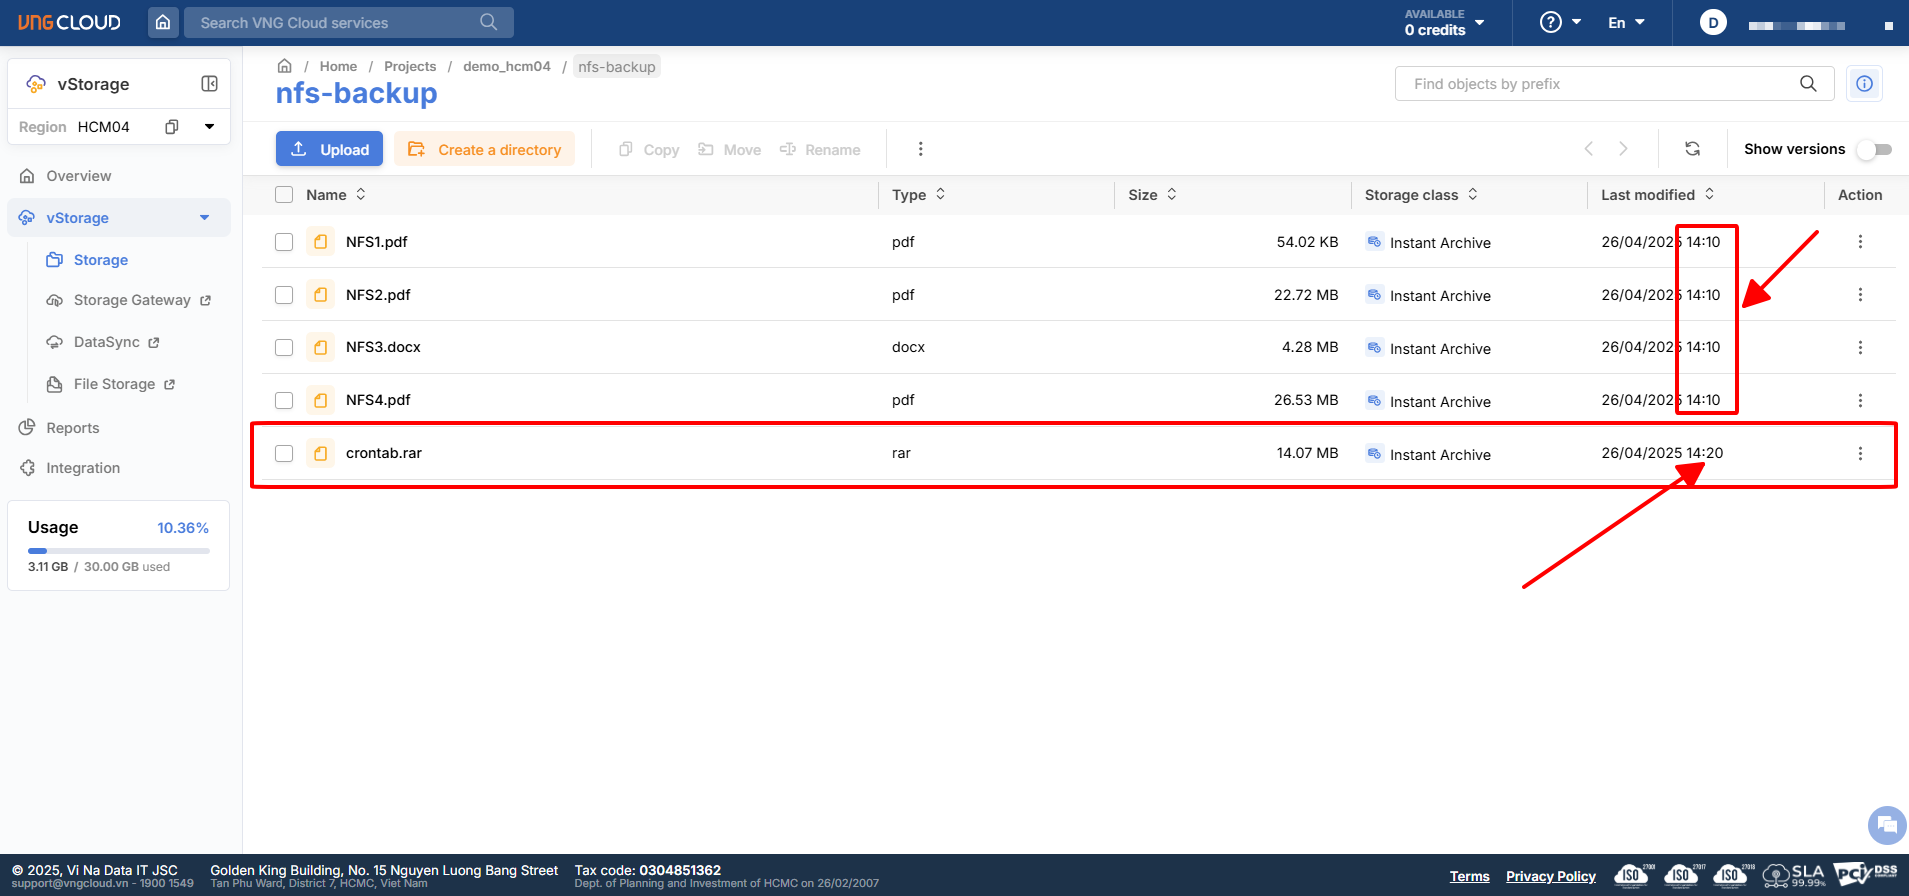 VNG CLOUD
Search VNG Cloud services
AVAILABLE
0 credits
?
En
D
vStorage
Region HCM04
Overview
vStorage
Storage
Storage Gateway
DataSync
File Storage
Reports
Integration
Usage 10.36%
3.11 GB / 30.00 GB used
/ Home / Projects / demo_hcm04 / nfs-backup
nfs-backup
Find objects by prefix
Upload
Create a directory
Copy
Move
Rename
Show versions
Name Type Size Storage class Last modified Action
NFS1.pdf pdf 54.02 KB Instant Archive 26/04/2025 14:10
NFS2.pdf pdf 22.72 MB Instant Archive 26/04/2025 14:10
NFS3.docx docx 4.28 MB Instant Archive 26/04/2025 14:10
NFS4.pdf pdf 26.53 MB Instant Archive 26/04/2025 14:10
crontab.rar rar 14.07 MB Instant Archive 26/04/2025 14:20
© 2025, Vi Na Data IT JSC
support@vngcloud.vn - 1900 1549
Golden King Building, No. 15 Nguyen Luong Bang Street
Tan Phu Ward, District 7, HCMC, Viet Nam
Tax code: 0304851362
Dept. of Planning and Investment of HCMC on 26/02/2007
Terms
Privacy Policy
ISO 27001
ISO 27017
ISO 27018
SLA
99.99%
PCI DSS